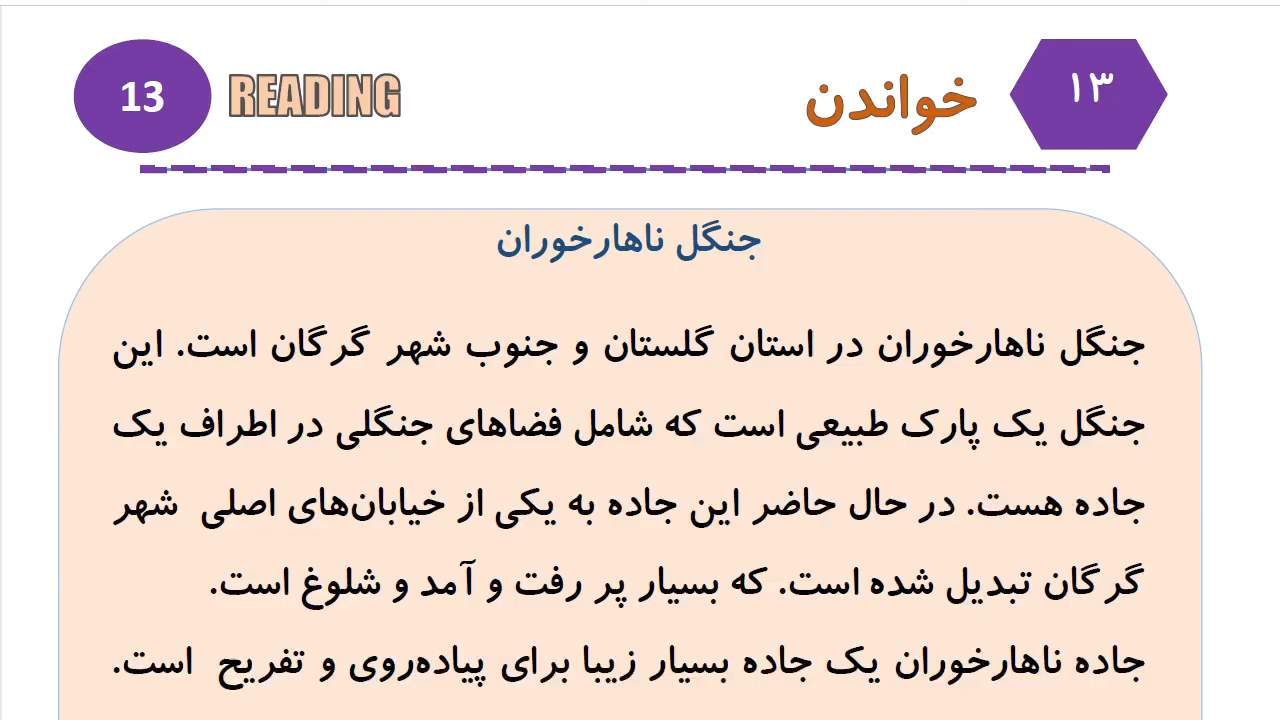 13 READING خواندن ۱۳
جنگل ناهارخوران
جنگل ناهارخوران در استان گلستان و جنوب شهر گرگان است. این
جنگل یک پارک طبیعی است که شامل فضاهای جنگلی در اطراف یک
جاده هست. در حال حاضر این جاده به یکی از خیابان‌های اصلی شهر
گرگان تبدیل شده است. که بسیار پر رفت و آمد و شلوغ است.
جاده ناهارخوران یک جاده بسیار زیبا برای پیاده‌روی و تفریح است.